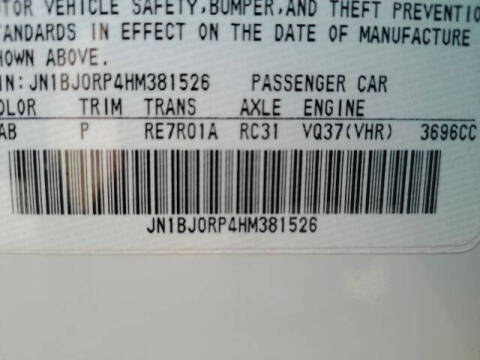 OTOR VEHICLE SAFETY, BUMPER, AND THEFT PREVENTIO
TANDARDS IN EFFECT ON THE DATE OF MANUFACTURE
HOWN ABOVE.
IN: JN1BJ0RP4HM381526 PASSENGER CAR
OLOR TRIM TRANS AXLE ENGINE
AB P RE7R01A RC31 VQ37(VHR) 3696CC
JN1BJ0RP4HM381526